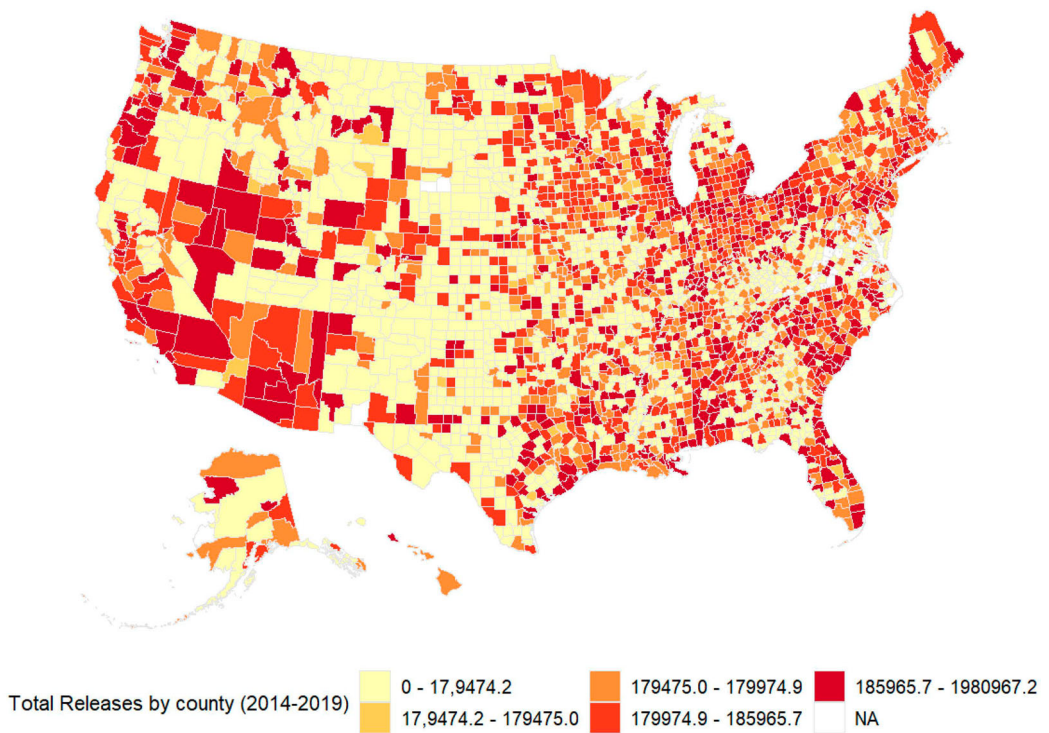 Total Releases by county (2014-2019)
0 - 17,9474.2
17,9474.2 - 179475.0
179475.0 - 179974.9
179974.9 - 185965.7
185965.7 - 1980967.2
NA